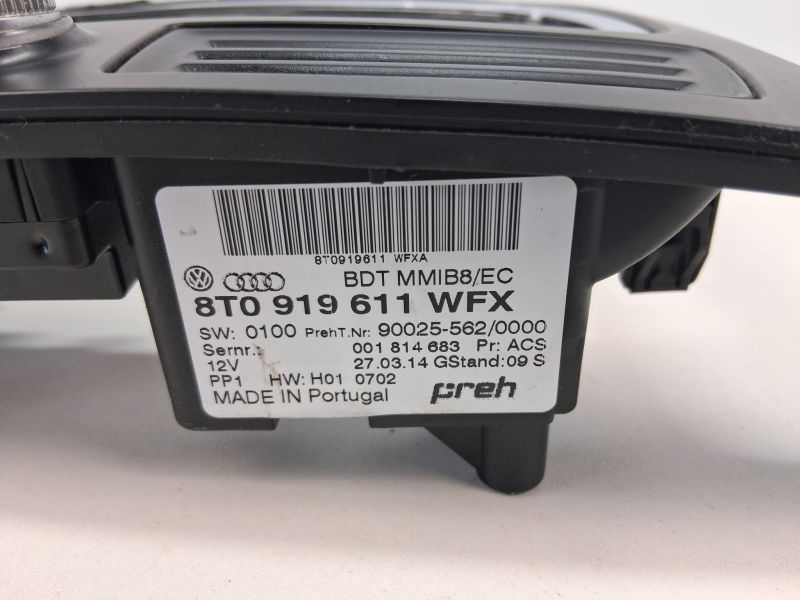 8T0919611 WFXA
BDT MMIB8/EC
8T0 919 611 WFX
SW: 0100 PrehT.Nr: 90025-562/0000
Sernr.: 001 814 683 Pr: ACS
12V 27.03.14 GStand:09 S
PP1 HW: H01 0702
MADE IN Portugal preh